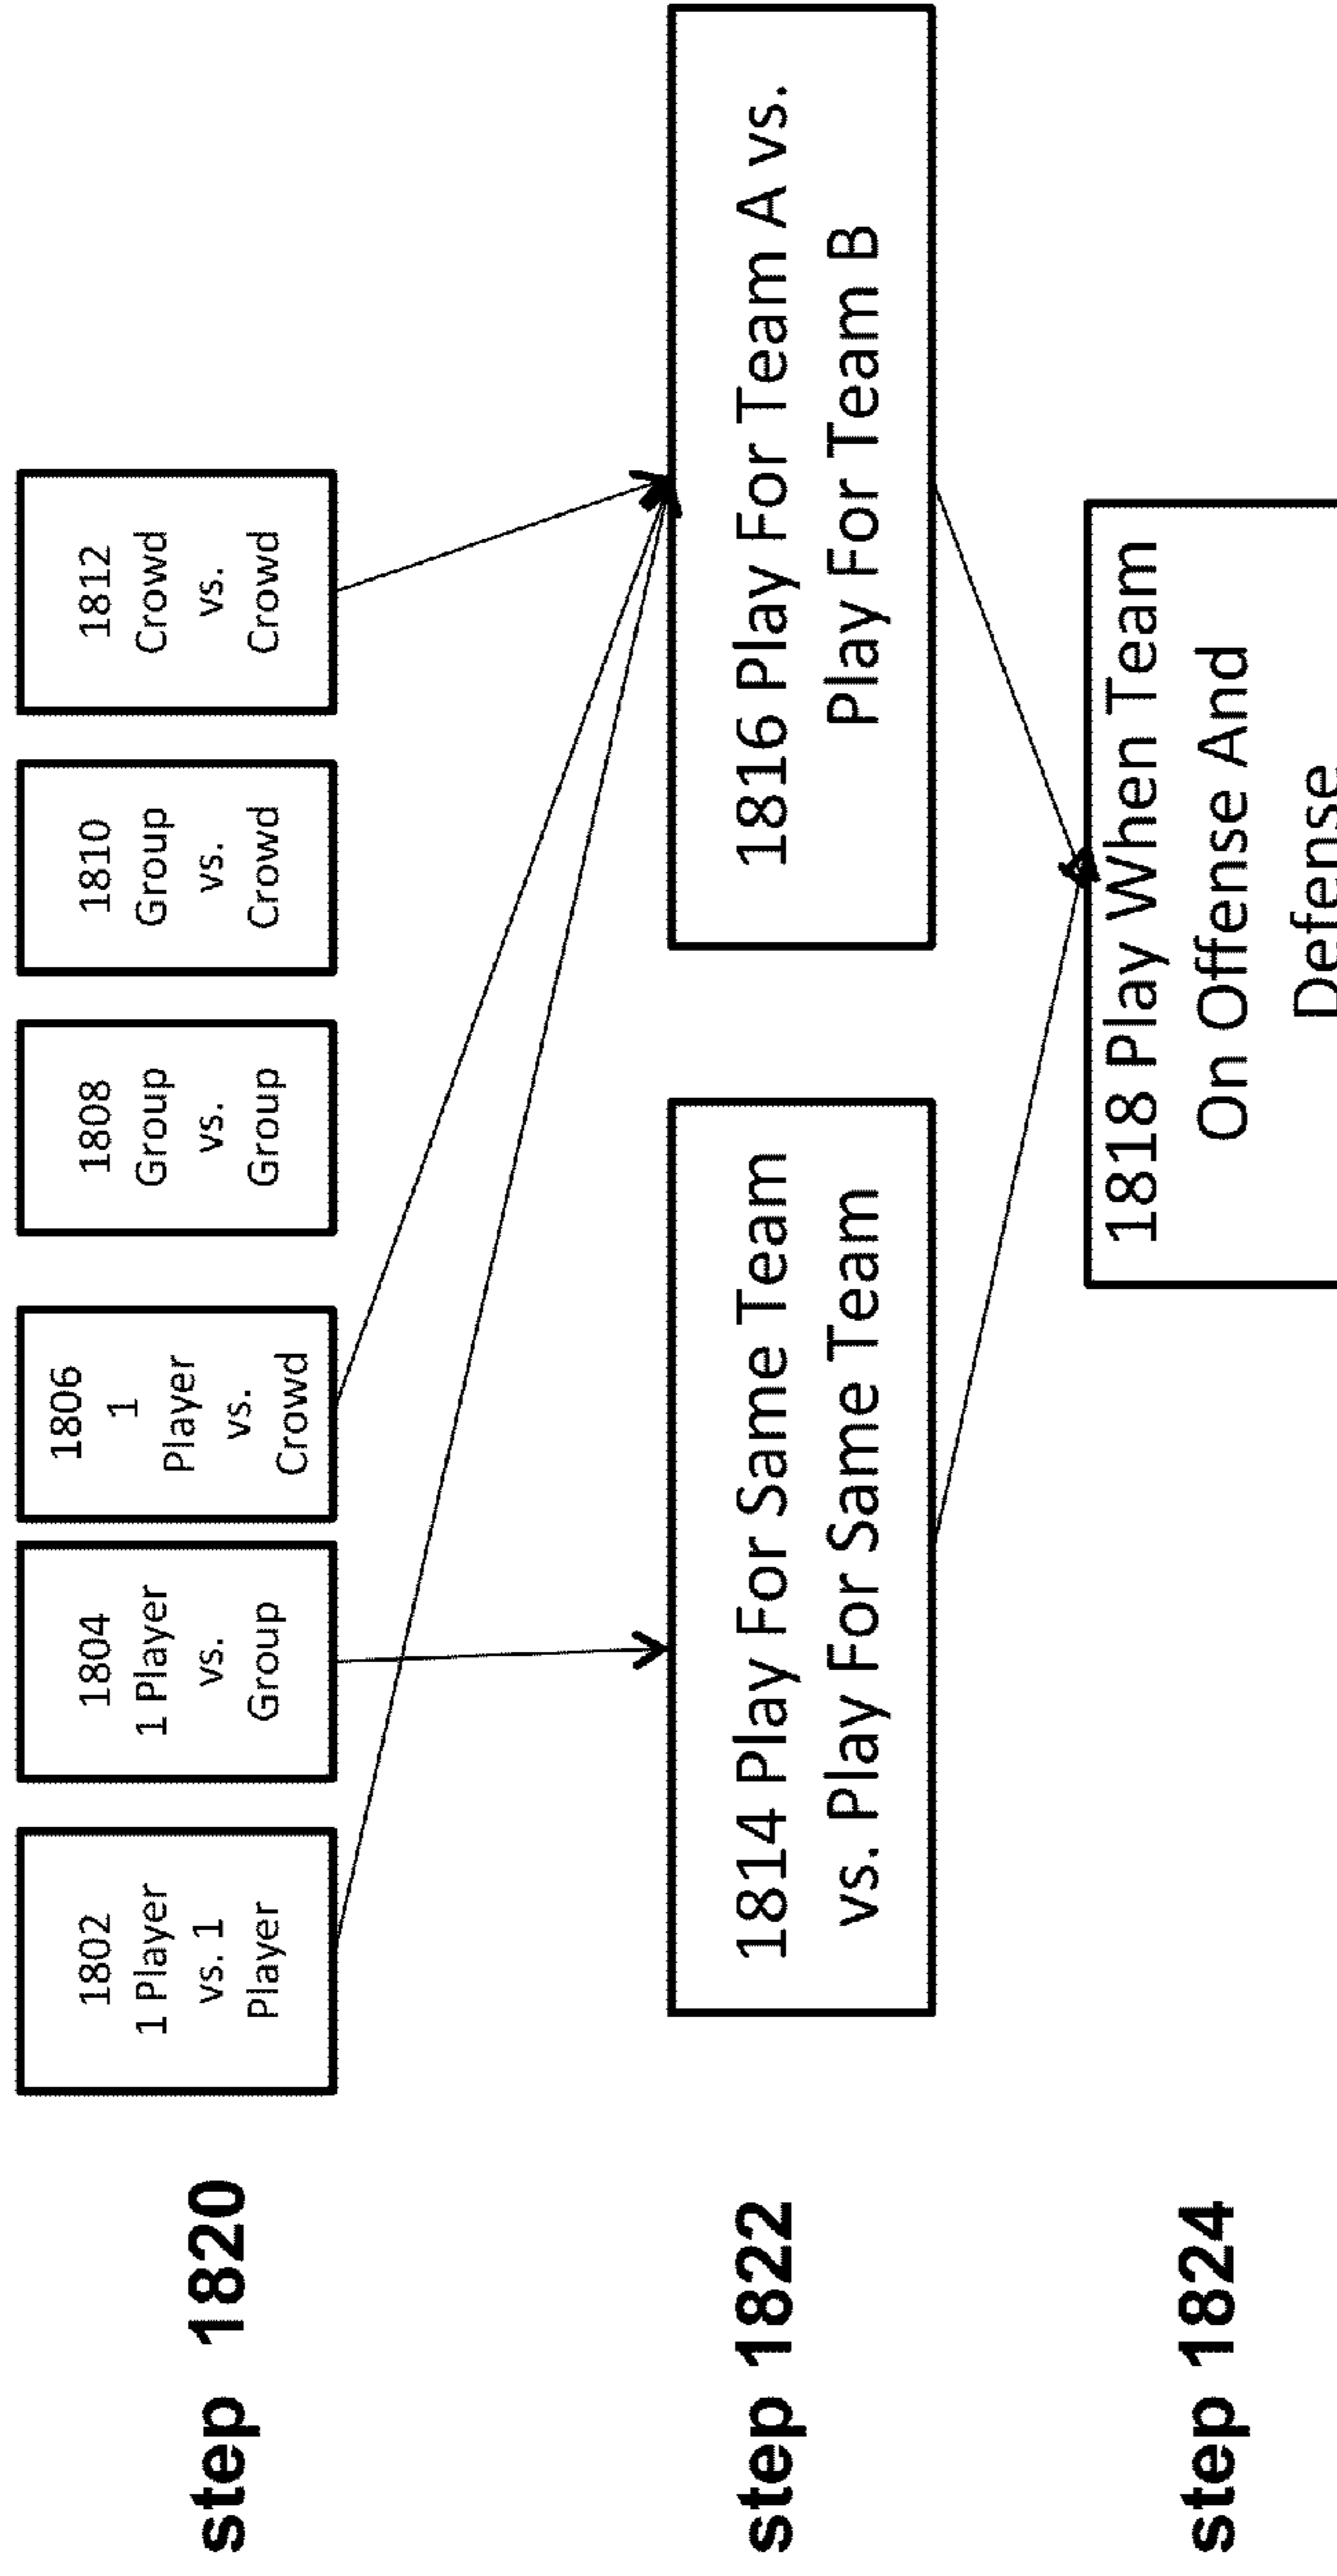 step 1820
1802
1 Player
vs. 1
Player
1804
1 Player
vs.
Group
1806
1
Player
vs.
Crowd
1808
Group
vs.
Group
1810
Group
vs.
Crowd
1812
Crowd
vs.
Crowd
step 1822
1814 Play For Same Team
vs. Play For Same Team
1816 Play For Team A vs.
Play For Team B
step 1824
1818 Play When Team
On Offense And
Defense